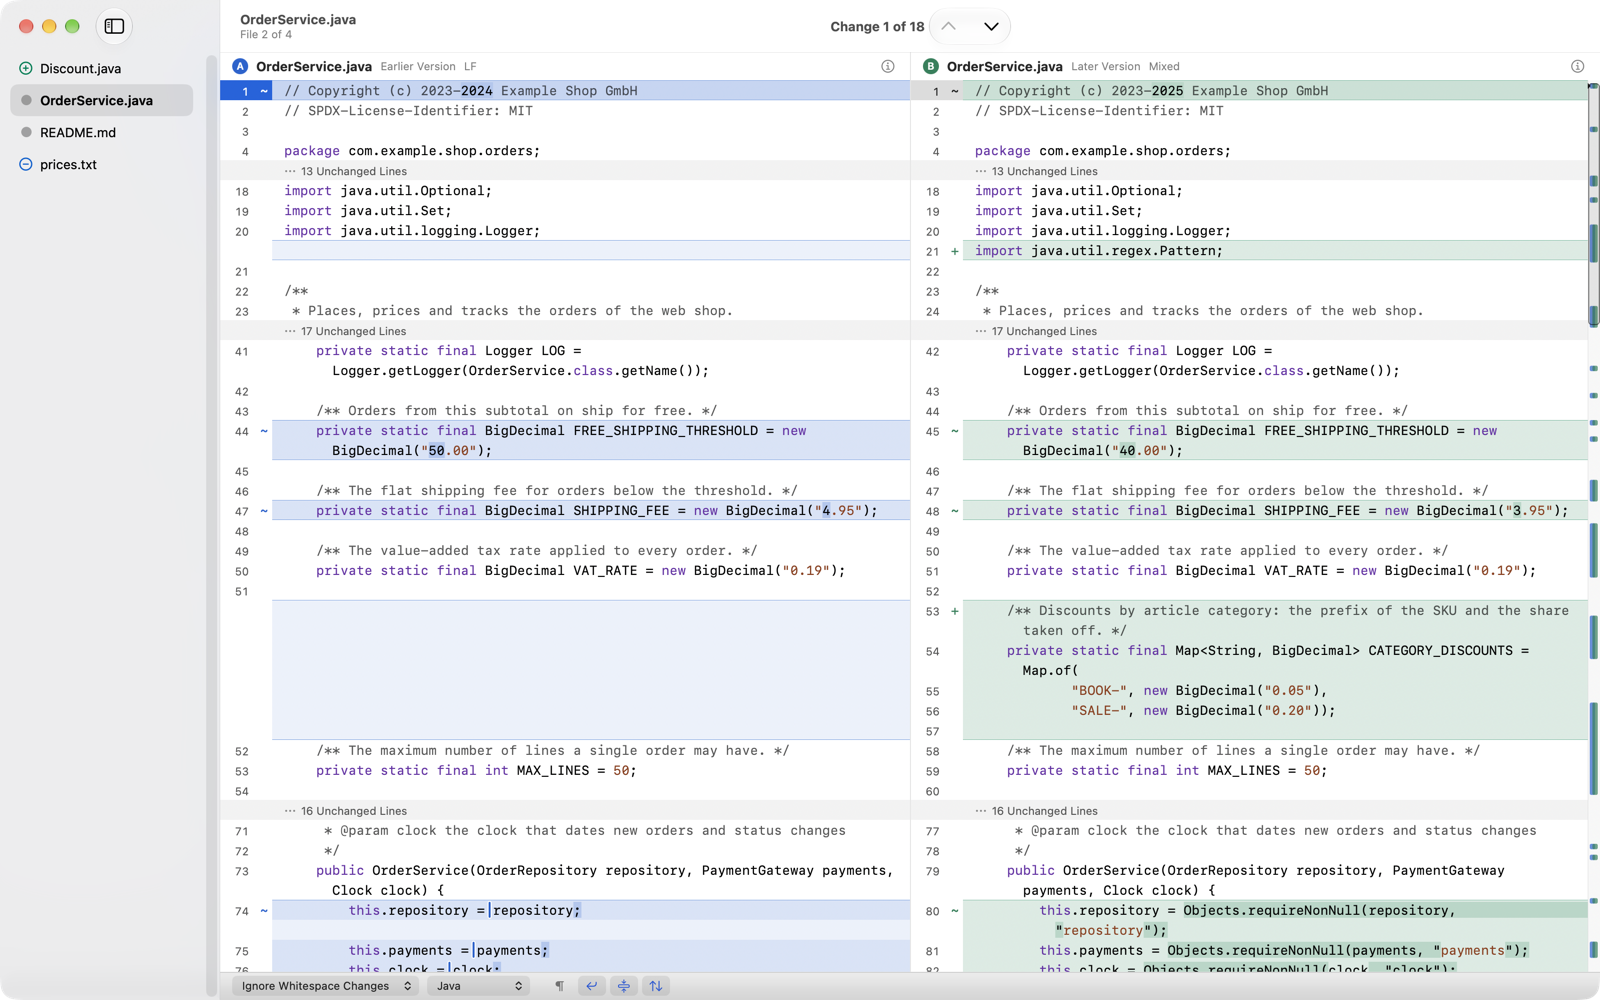 OrderService.java
File 2 of 4
Change 1 of 18
Discount.java
OrderService.java
README.md
prices.txt
A OrderService.java Earlier Version LF
1 ~ // Copyright (c) 2023-2024 Example Shop GmbH
2 // SPDX-License-Identifier: MIT
3
4 package com.example.shop.orders;
··· 13 Unchanged Lines
18 import java.util.Optional;
19 import java.util.Set;
20 import java.util.logging.Logger;
21
22 /**
23 * Places, prices and tracks the orders of the web shop.
··· 17 Unchanged Lines
41 private static final Logger LOG =
Logger.getLogger(OrderService.class.getName());
42
43 /** Orders from this subtotal on ship for free. */
44 ~ private static final BigDecimal FREE_SHIPPING_THRESHOLD = new
BigDecimal("50.00");
45
46 /** The flat shipping fee for orders below the threshold. */
47 ~ private static final BigDecimal SHIPPING_FEE = new BigDecimal("4.95");
48
49 /** The value-added tax rate applied to every order. */
50 private static final BigDecimal VAT_RATE = new BigDecimal("0.19");
51
52 /** The maximum number of lines a single order may have. */
53 private static final int MAX_LINES = 50;
54
··· 16 Unchanged Lines
71 * @param clock the clock that dates new orders and status changes
72 */
73 public OrderService(OrderRepository repository, PaymentGateway payments,
Clock clock) {
74 ~ this.repository = repository;
75 this.payments = payments;
76 this.clock = clock;
B OrderService.java Later Version Mixed
1 ~ // Copyright (c) 2023-2025 Example Shop GmbH
2 // SPDX-License-Identifier: MIT
3
4 package com.example.shop.orders;
··· 13 Unchanged Lines
18 import java.util.Optional;
19 import java.util.Set;
20 import java.util.logging.Logger;
21 + import java.util.regex.Pattern;
22
23 /**
24 * Places, prices and tracks the orders of the web shop.
··· 17 Unchanged Lines
42 private static final Logger LOG =
Logger.getLogger(OrderService.class.getName());
43
44 /** Orders from this subtotal on ship for free. */
45 ~ private static final BigDecimal FREE_SHIPPING_THRESHOLD = new
BigDecimal("40.00");
46
47 /** The flat shipping fee for orders below the threshold. */
48 ~ private static final BigDecimal SHIPPING_FEE = new BigDecimal("3.95");
49
50 /** The value-added tax rate applied to every order. */
51 private static final BigDecimal VAT_RATE = new BigDecimal("0.19");
52
53 + /** Discounts by article category: the prefix of the SKU and the share
taken off. */
54 private static final Map<String, BigDecimal> CATEGORY_DISCOUNTS =
Map.of(
55 "BOOK-", new BigDecimal("0.05"),
56 "SALE-", new BigDecimal("0.20"));
57
58 /** The maximum number of lines a single order may have. */
59 private static final int MAX_LINES = 50;
60
··· 16 Unchanged Lines
77 * @param clock the clock that dates new orders and status changes
78 */
79 public OrderService(OrderRepository repository, PaymentGateway
payments, Clock clock) {
80 ~ this.repository = Objects.requireNonNull(repository,
"repository");
81 this.payments = Objects.requireNonNull(payments, "payments");
82 this.clock = Objects.requireNonNull(clock, "clock");
Ignore Whitespace Changes Java ¶